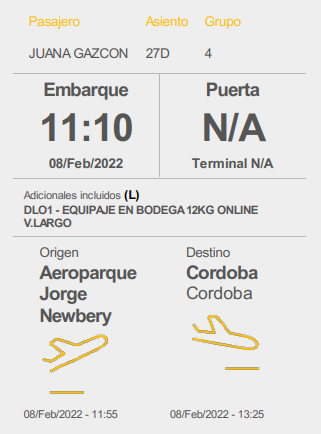 Pasajero Asiento Grupo
JUANA GAZCON 27D 4
Embarque Puerta
11:10 N/A
08/Feb/2022 Terminal N/A
Adicionales incluidos (L)
DLO1 - EQUIPAJE EN BODEGA 12KG ONLINE
V.LARGO
Origen Destino
Aeroparque Cordoba
Jorge Cordoba
Newbery
08/Feb/2022 - 11:55 08/Feb/2022 - 13:25